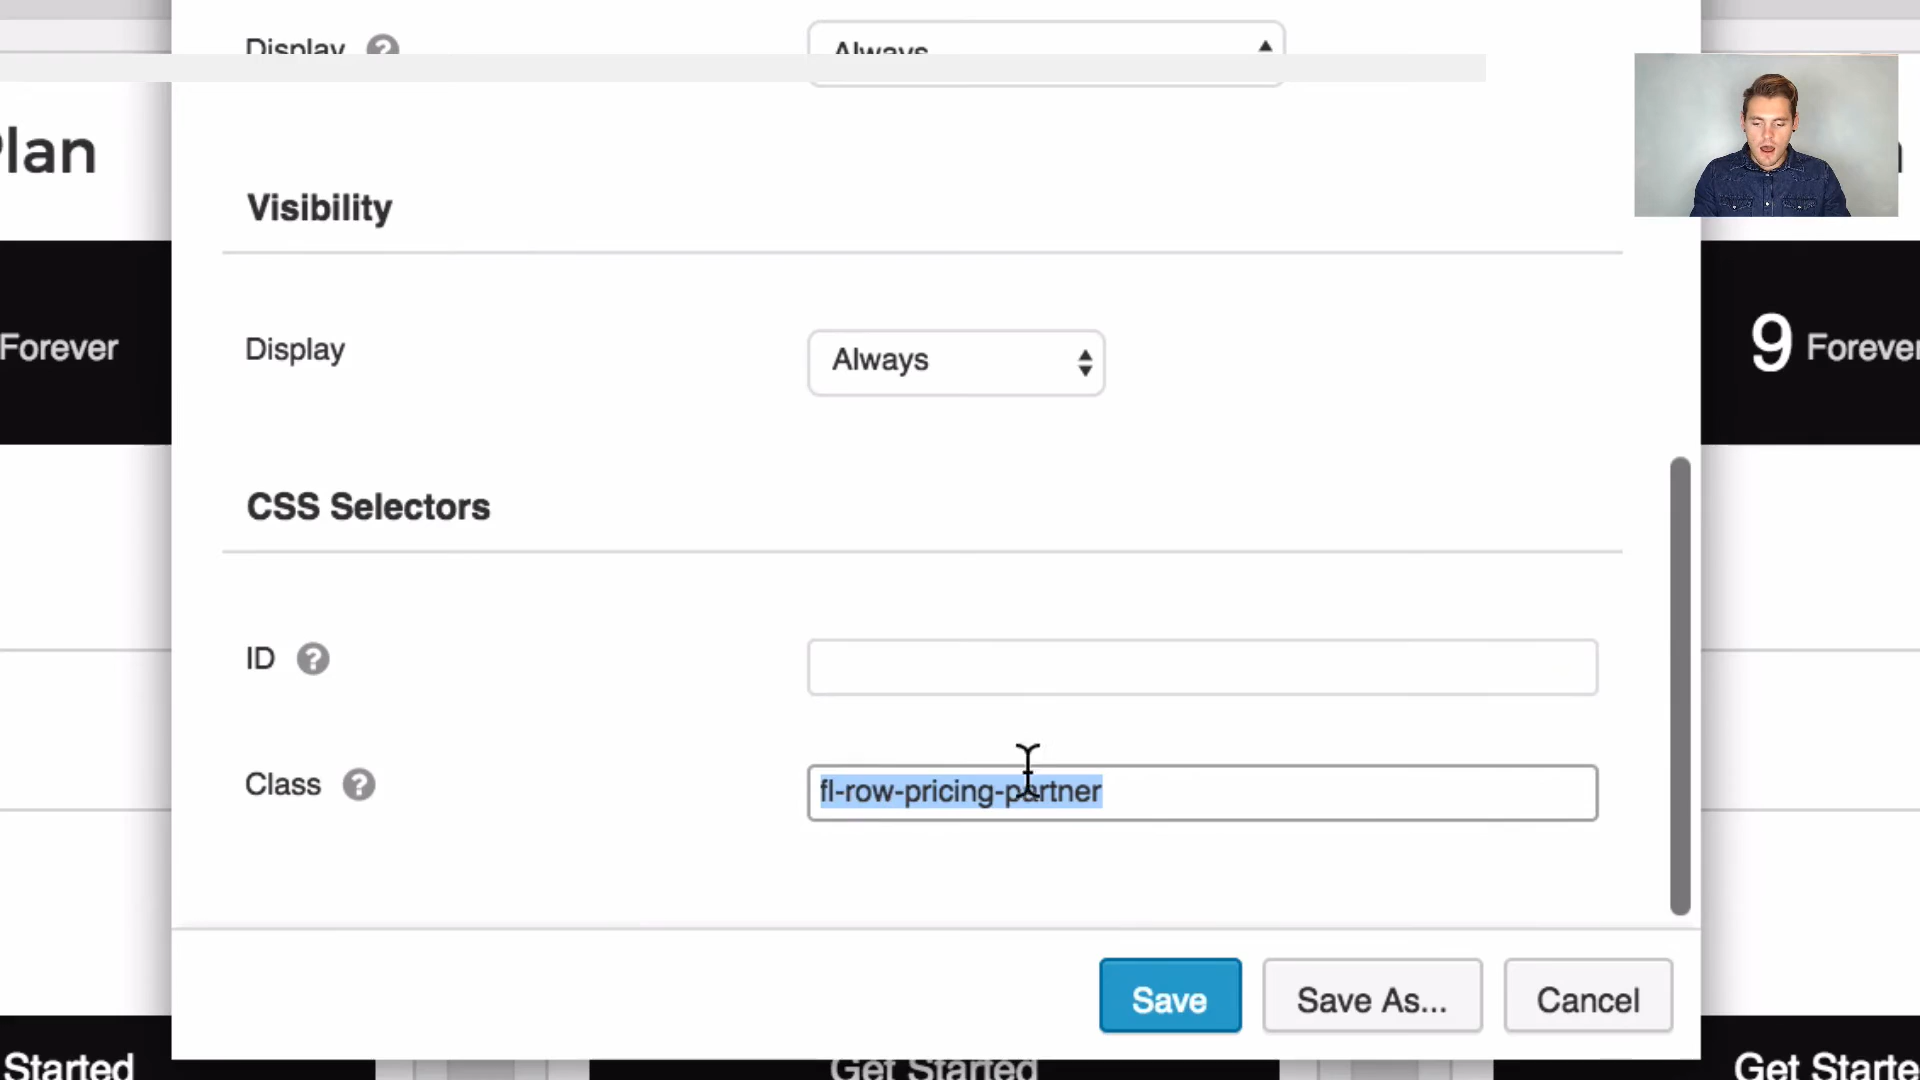 Display ?
Always
Plan
Visibility
Forever
Display
Always
9 Forever
CSS Selectors
ID ?
Class ?
fl-row-pricing-partner
Save
Save As...
Cancel
Started
Get Started
Get Starte